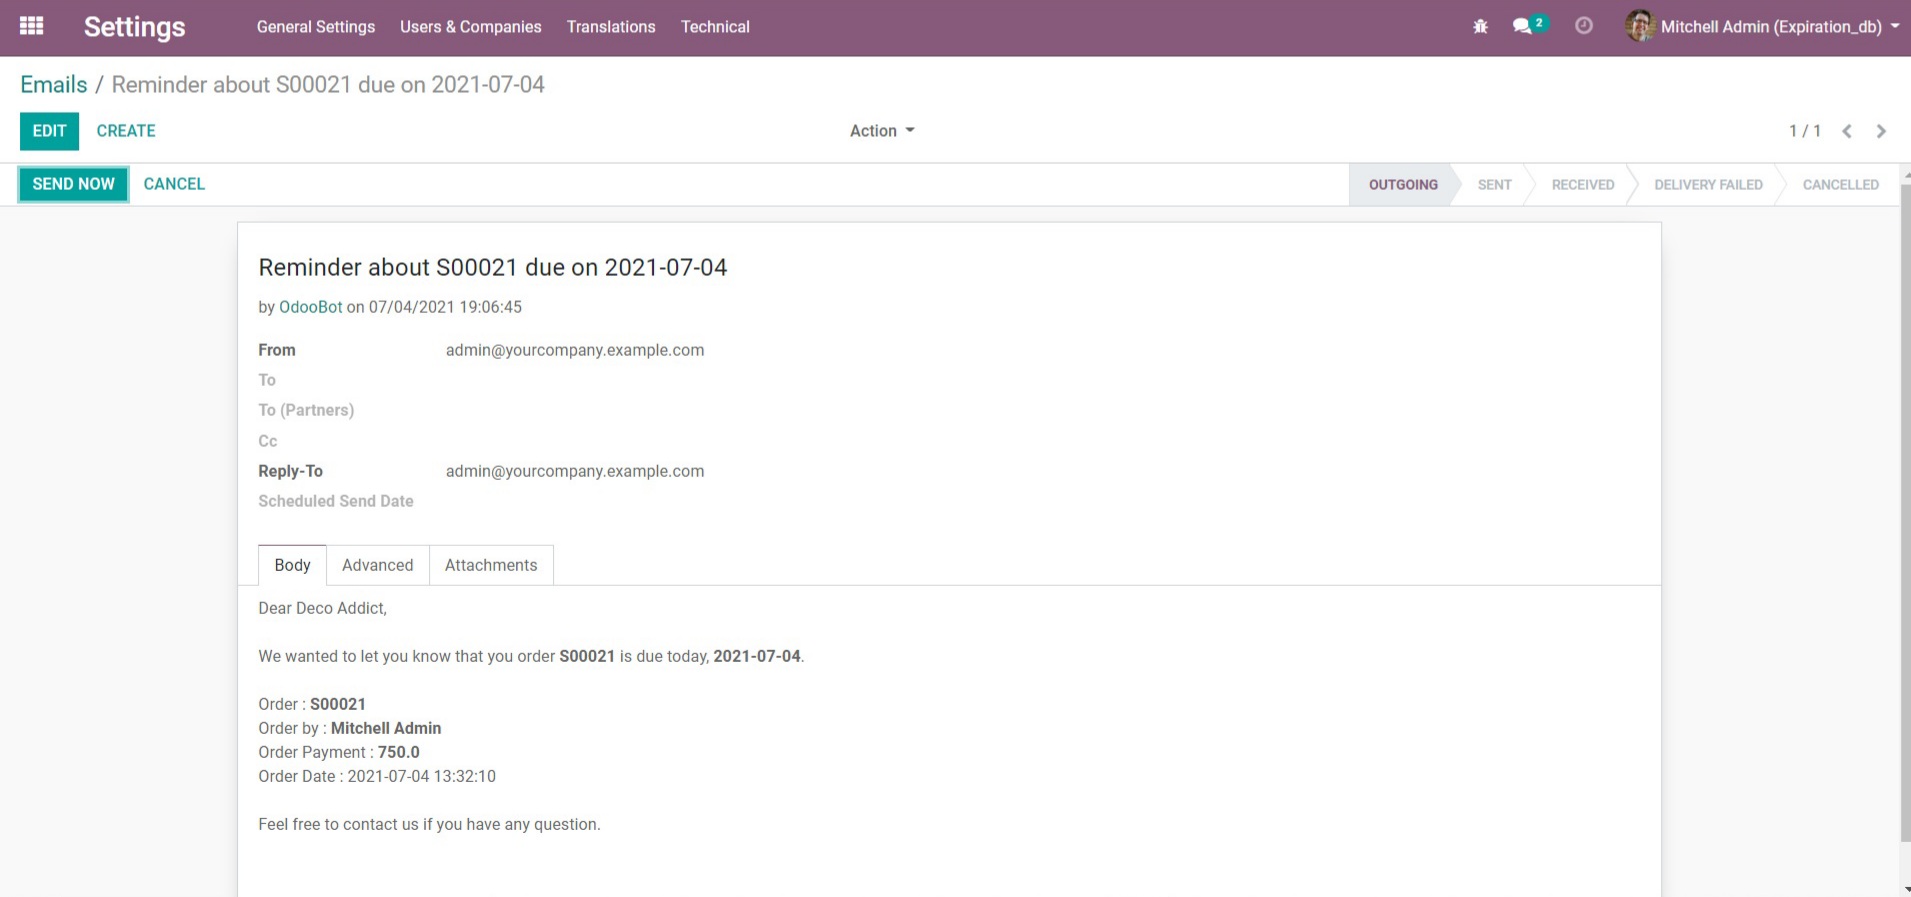 Settings General Settings Users & Companies Translations Technical 2 Mitchell Admin (Expiration_db)
Emails / Reminder about S00021 due on 2021-07-04
EDIT CREATE Action 1 / 1
SEND NOW CANCEL OUTGOING SENT RECEIVED DELIVERY FAILED CANCELLED
Reminder about S00021 due on 2021-07-04
by OdooBot on 07/04/2021 19:06:45
From admin@yourcompany.example.com
To
To (Partners)
Cc
Reply-To admin@yourcompany.example.com
Scheduled Send Date
Body Advanced Attachments
Dear Deco Addict,
We wanted to let you know that you order S00021 is due today, 2021-07-04.
Order : S00021
Order by : Mitchell Admin
Order Payment : 750.0
Order Date : 2021-07-04 13:32:10
Feel free to contact us if you have any question.